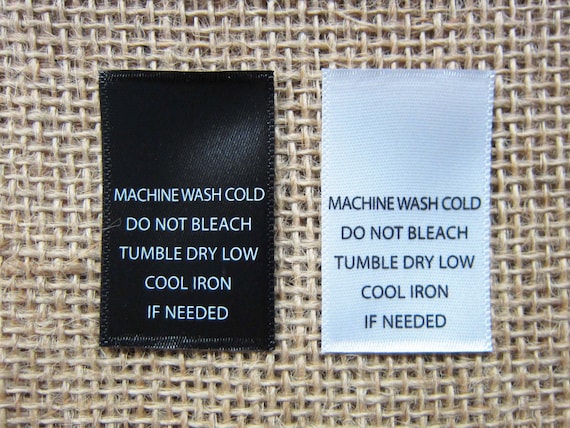 MACHINE WASH COLD
DO NOT BLEACH
TUMBLE DRY LOW
COOL IRON
IF NEEDED
MACHINE WASH COLD
DO NOT BLEACH
TUMBLE DRY LOW
COOL IRON
IF NEEDED